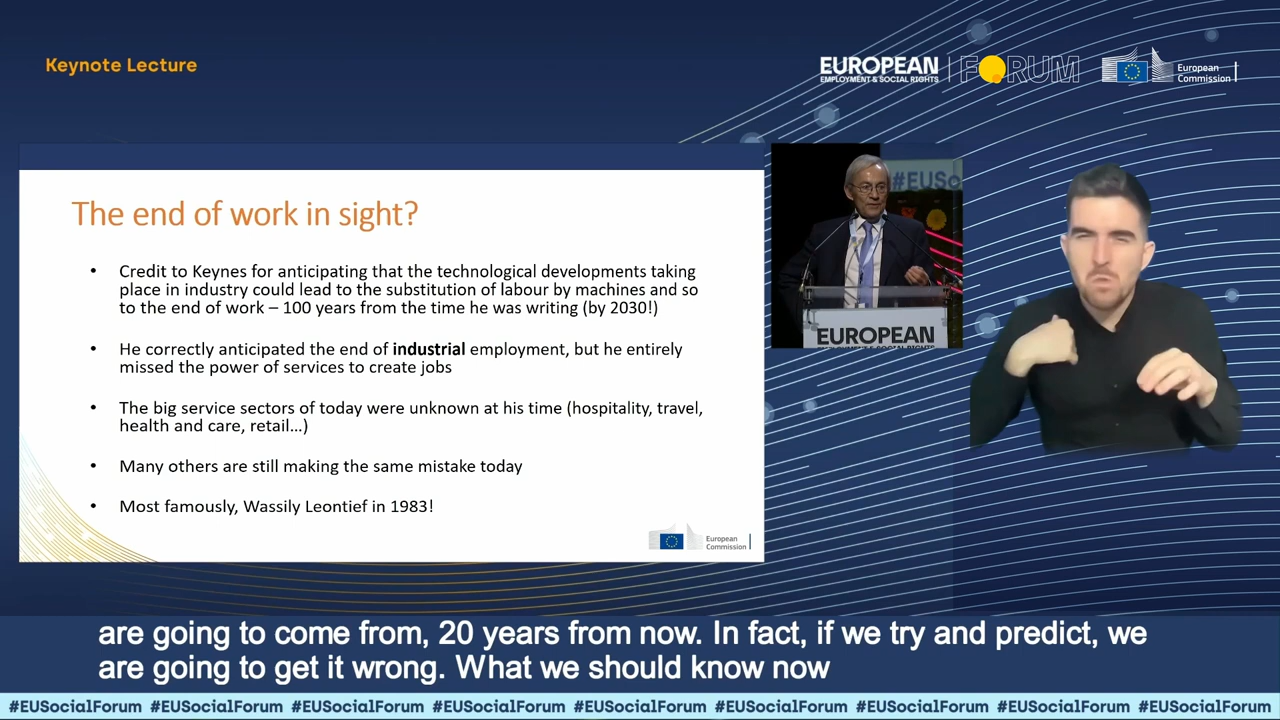 Keynote Lecture
EUROPEAN
EMPLOYMENT & SOCIAL RIGHTS
FORUM
European
Commission
The end of work in sight?
• Credit to Keynes for anticipating that the technological developments taking
place in industry could lead to the substitution of labour by machines and so
to the end of work – 100 years from the time he was writing (by 2030!)
• He correctly anticipated the end of industrial employment, but he entirely
missed the power of services to create jobs
• The big service sectors of today were unknown at his time (hospitality, travel,
health and care, retail...)
• Many others are still making the same mistake today
• Most famously, Wassily Leontief in 1983!
European
Commission
#EUSo
EUROPEAN
EMPLOYMENT & SOCIAL RIGHTS
are going to come from, 20 years from now. In fact, if we try and predict, we
are going to get it wrong. What we should know now
#EUSocialForum #EUSocialForum #EUSocialForum #EUSocialForum #EUSocialForum #EUSocialForum #EUSocialForum #EUSocialForum #EUSocialForum